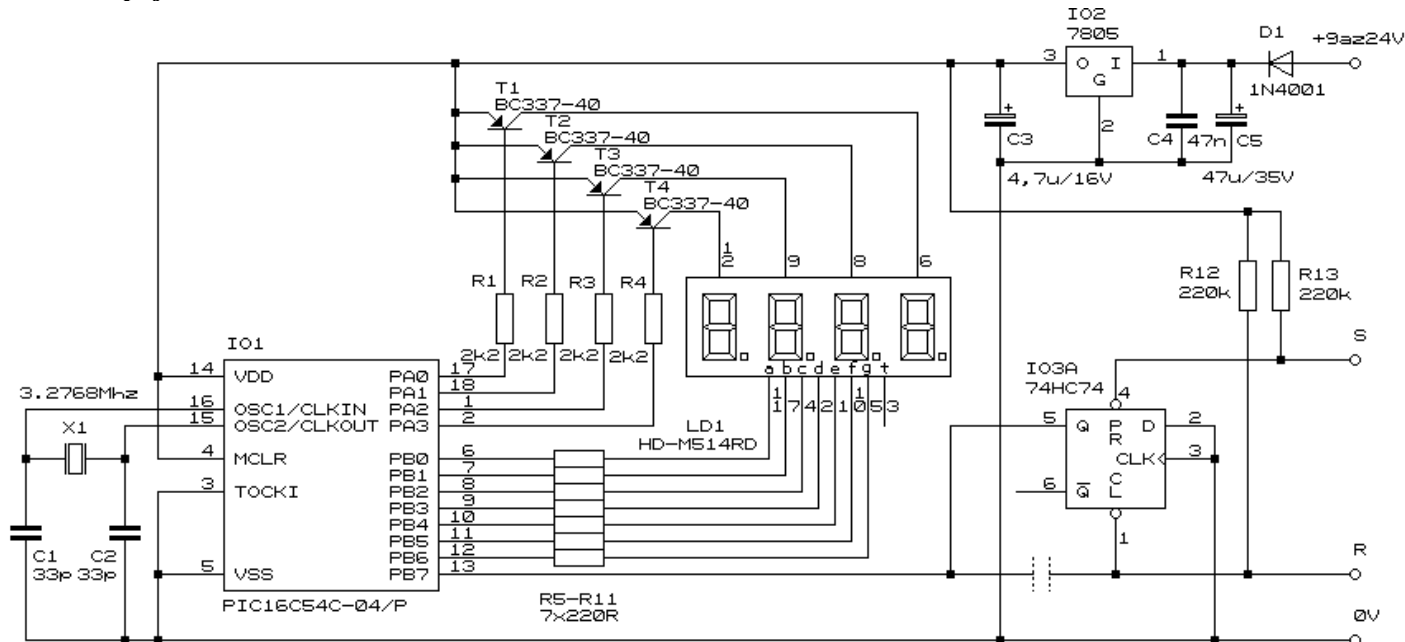 IO2
7805
D1
+9az24V
3
O
I
G
1
2
1N4001
+
C3
4,7u/16V
C4
47n
+
C5
47u/35V
T1
BC337-40
T2
BC337-40
T3
BC337-40
T4
BC337-40
12
9
8
6
R1
R2
R3
R4
2k2
2k2
2k2
2k2
R12
220k
R13
220k
S
a b c d e f g t
11 7 4 2 1 10 5 3
LD1
HD-M514RD
IO1
14
VDD
PA0
17
PA1
18
3.2768Mhz
16
OSC1/CLKIN
PA2
1
15
OSC2/CLKOUT
PA3
2
X1
4
MCLR
PB0
6
PB1
7
3
TOCKI
PB2
8
PB3
9
PB4
10
PB5
11
PB6
12
5
VSS
PB7
13
C1
33p
C2
33p
PIC16C54C-04/P
R5-R11
7x220R
IO3A
74HC74
4
5
Q
PR
D
2
CLK
3
6
Q
CL
1
R
0V